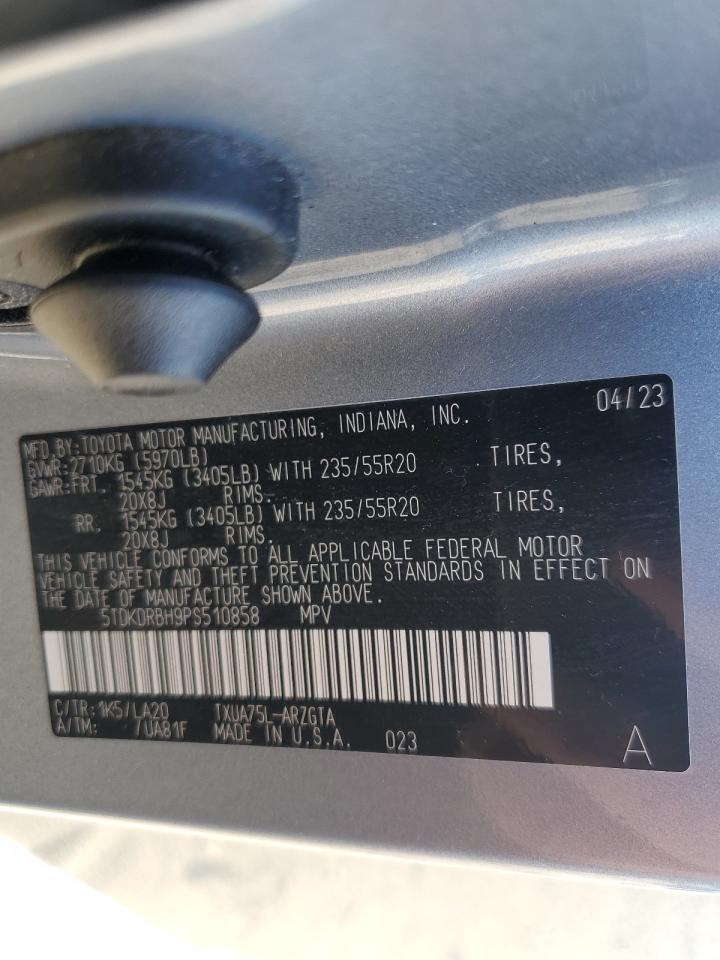 04/23
MFD.BY:TOYOTA MOTOR MANUFACTURING, INDIANA, INC.
GVWR:2710KG (5970LB)
GAWR:FRT. 1545KG (3405LB) WITH 235/55R20 TIRES,
20X8J RIMS.
RR. 1545KG (3405LB) WITH 235/55R20 TIRES,
20X8J RIMS.
THIS VEHICLE CONFORMS TO ALL APPLICABLE FEDERAL MOTOR
VEHICLE SAFETY AND THEFT PREVENTION STANDARDS IN EFFECT ON
THE DATE OF MANUFACTURE SHOWN ABOVE.
5TDKDRBH9PS510858 MPV
C/TR: 1K5/LA20 TXUA75L-ARZGTA
A/TM: /UA81F MADE IN U.S.A. 023
A